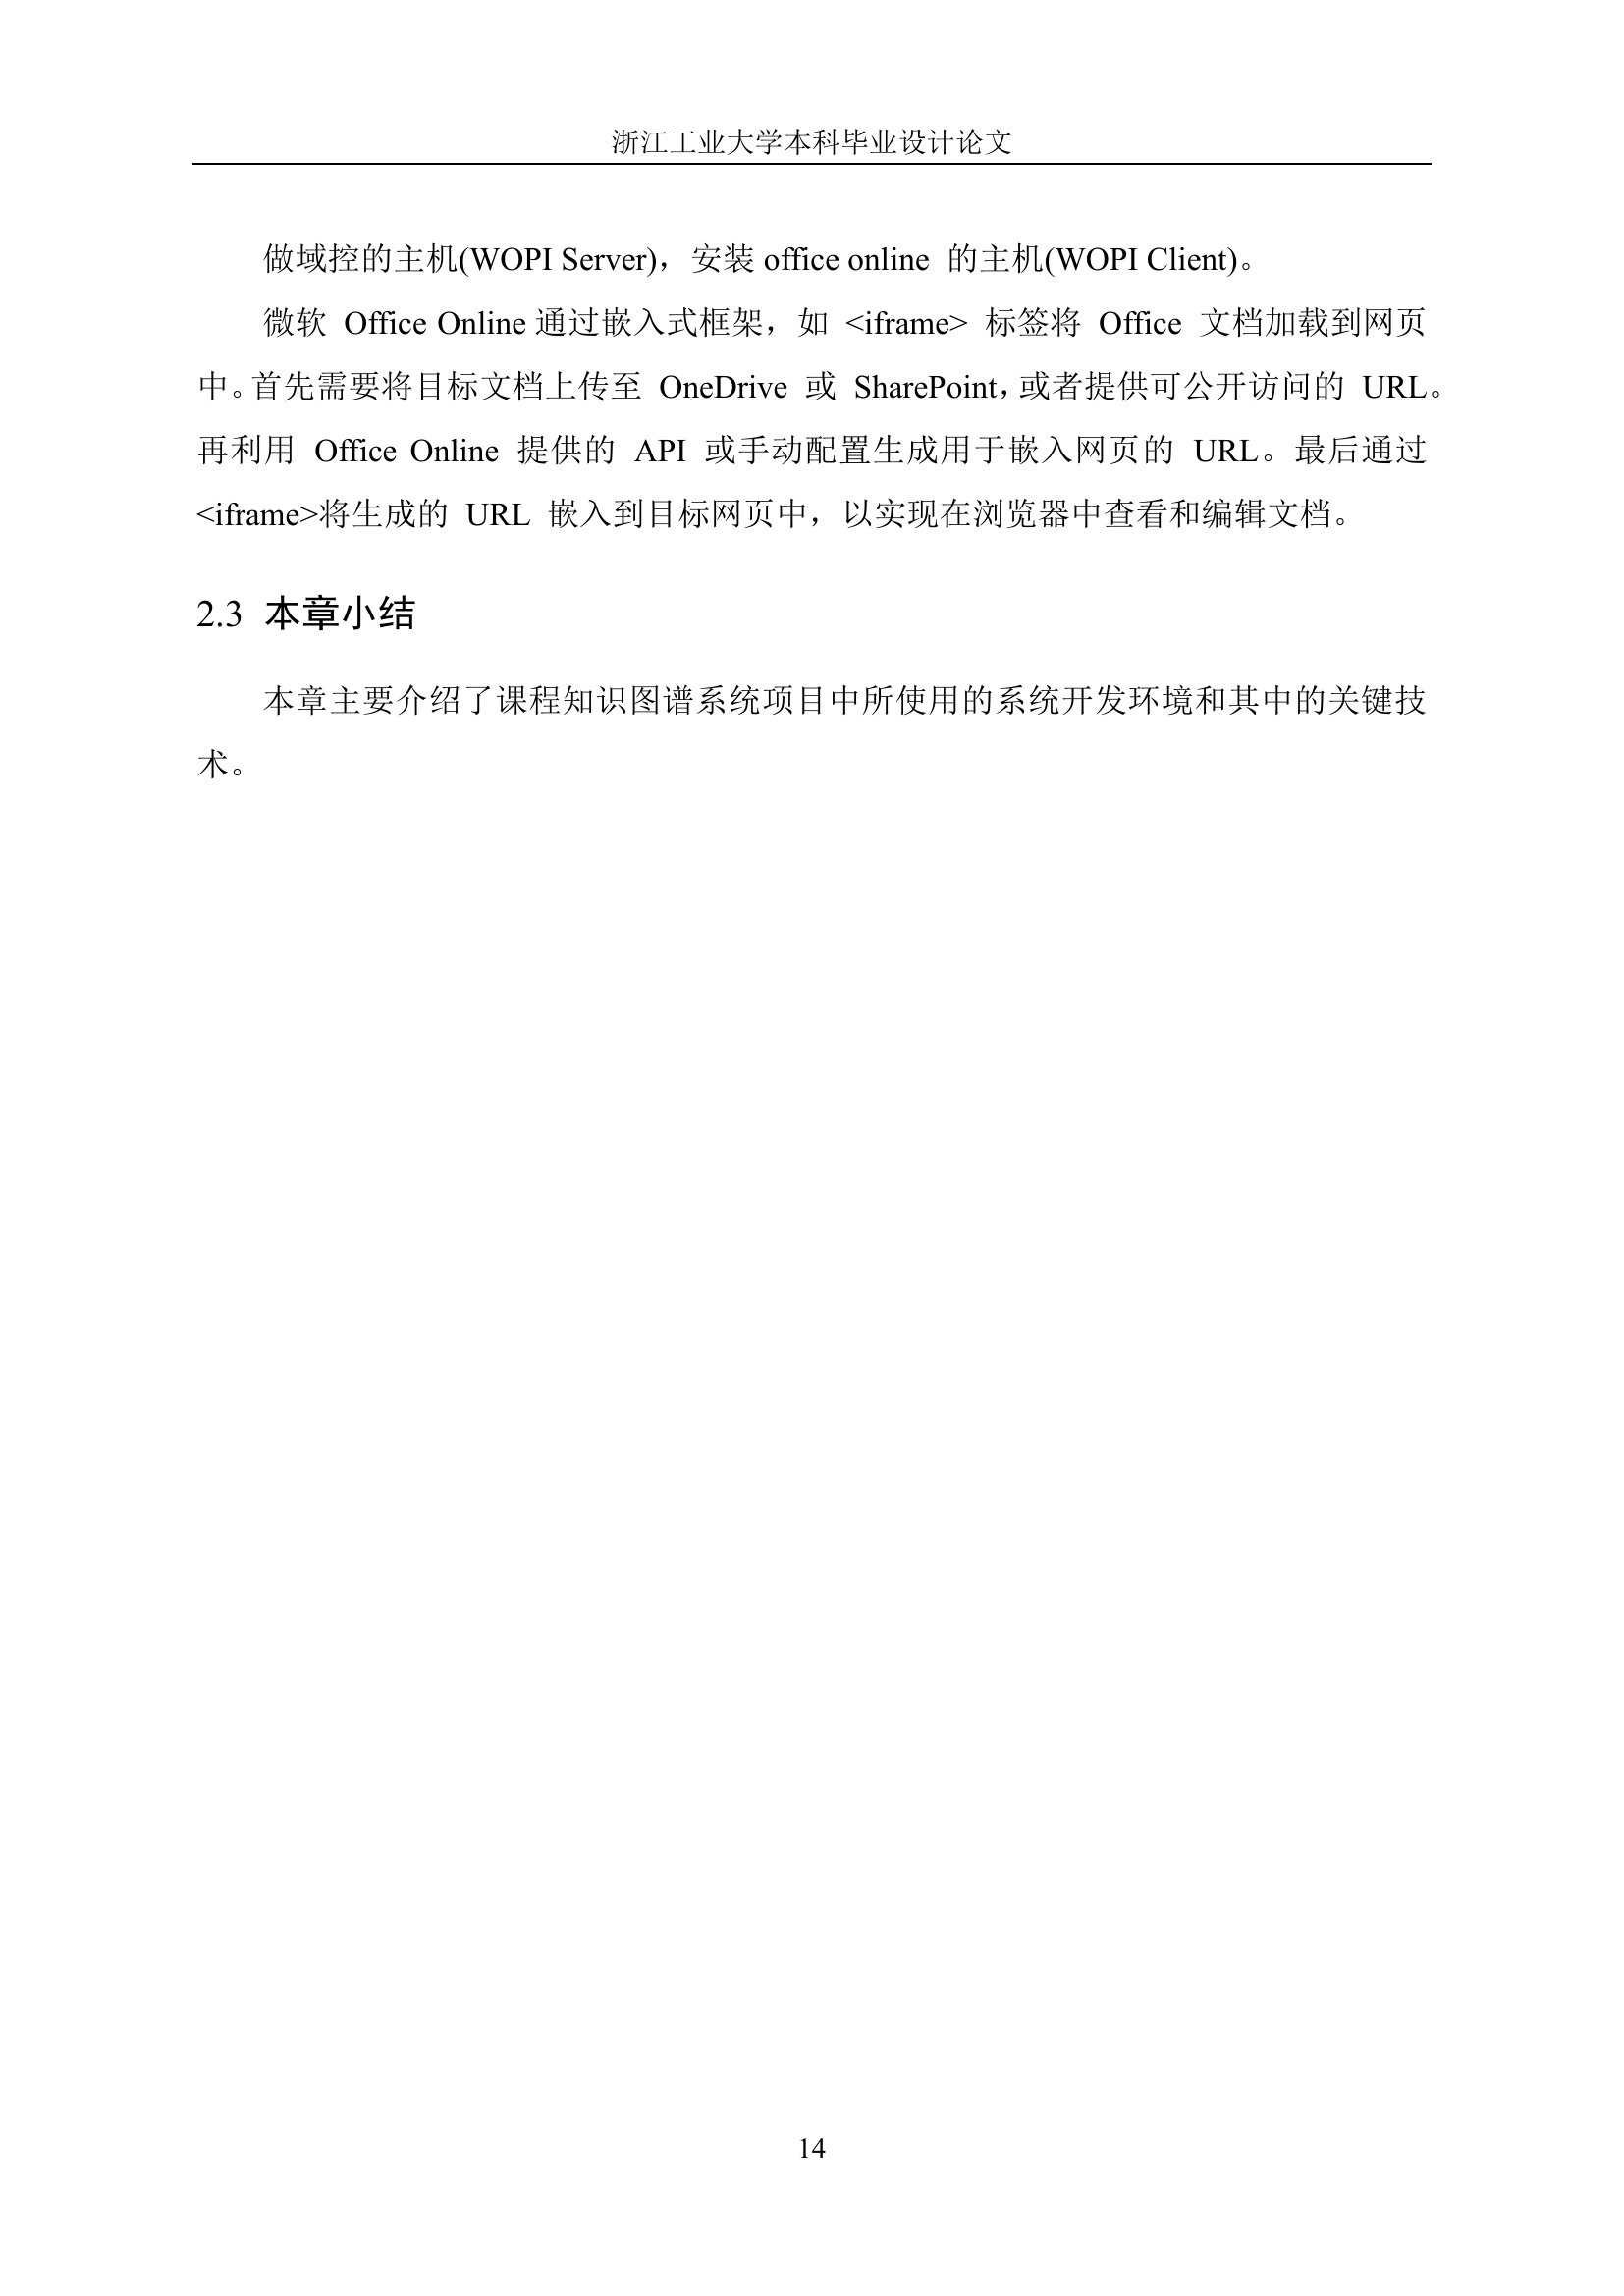 浙江工业大学本科毕业设计论文
做域控的主机(WOPI Server)，安装 office online 的主机(WOPI Client)。
微软 Office Online 通过嵌入式框架，如 <iframe> 标签将 Office 文档加载到网页
中。首先需要将目标文档上传至 OneDrive 或 SharePoint，或者提供可公开访问的 URL。
再利用 Office Online 提供的 API 或手动配置生成用于嵌入网页的 URL。最后通过
<iframe>将生成的 URL 嵌入到目标网页中，以实现在浏览器中查看和编辑文档。
2.3 本章小结
本章主要介绍了课程知识图谱系统项目中所使用的系统开发环境和其中的关键技
术。
14